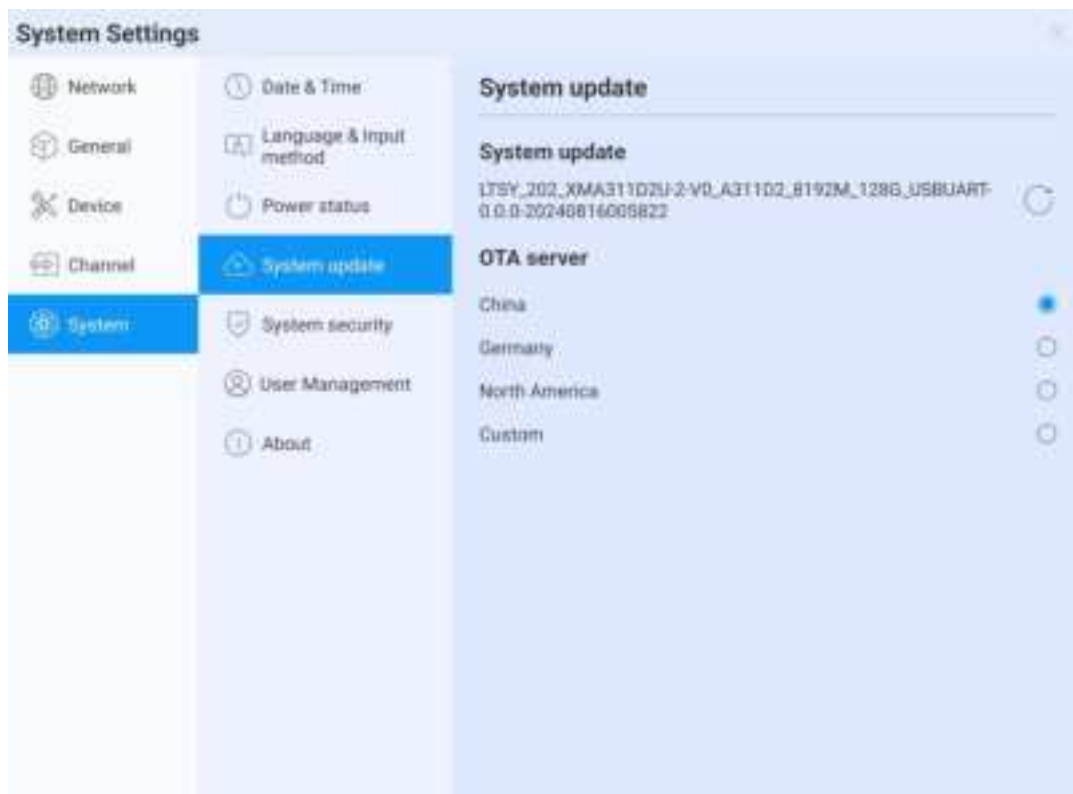 System Settings
Network
General
Device
Channel
System
Date & Time
Language & Input
method
Power status
System update
System security
User Management
About
System update
System update
LTSY_202_XMA311D2U-2-V0_A311D2_8192M_128G_USBUART-
0.0.0-20240816005822
OTA server
China
Germany
North America
Custom